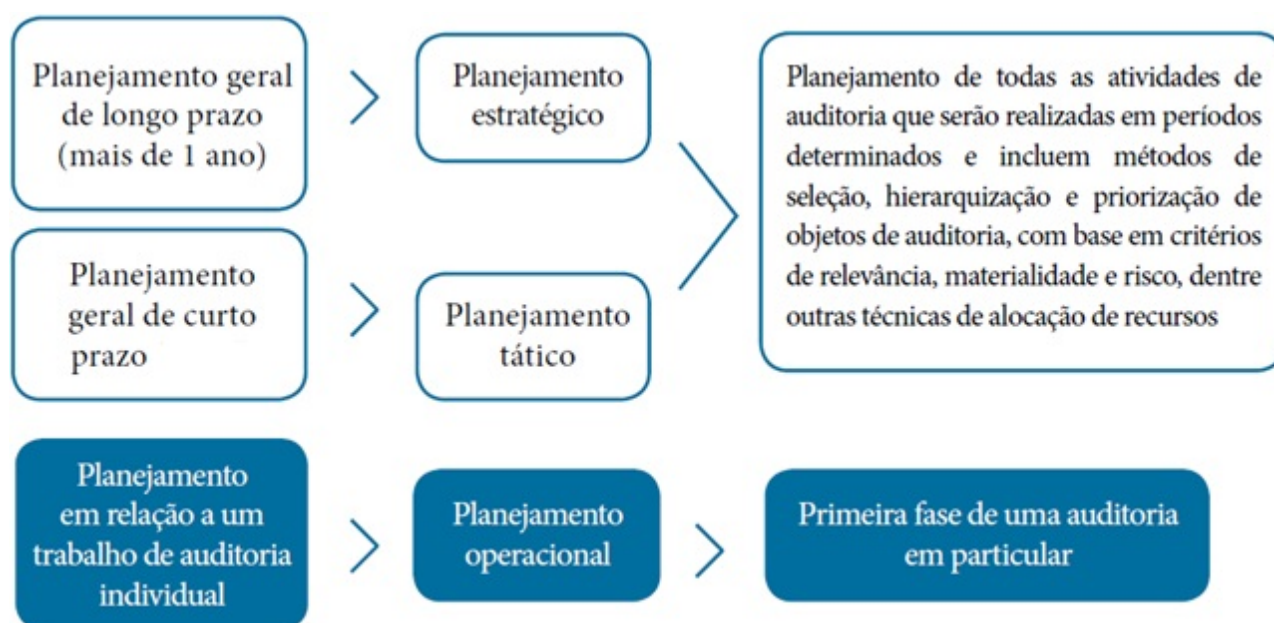 Planejamento geral
de longo prazo
(mais de 1 ano)
Planejamento
estratégico
Planejamento de todas as atividades de
auditoria que serão realizadas em períodos
determinados e incluem métodos de
seleção, hierarquização e priorização de
objetos de auditoria, com base em critérios
de relevância, materialidade e risco, dentre
outras técnicas de alocação de recursos
Planejamento
geral de curto
prazo
Planejamento
tático
Planejamento
em relação a um
trabalho de auditoria
individual
Planejamento
operacional
Primeira fase de uma auditoria
em particular